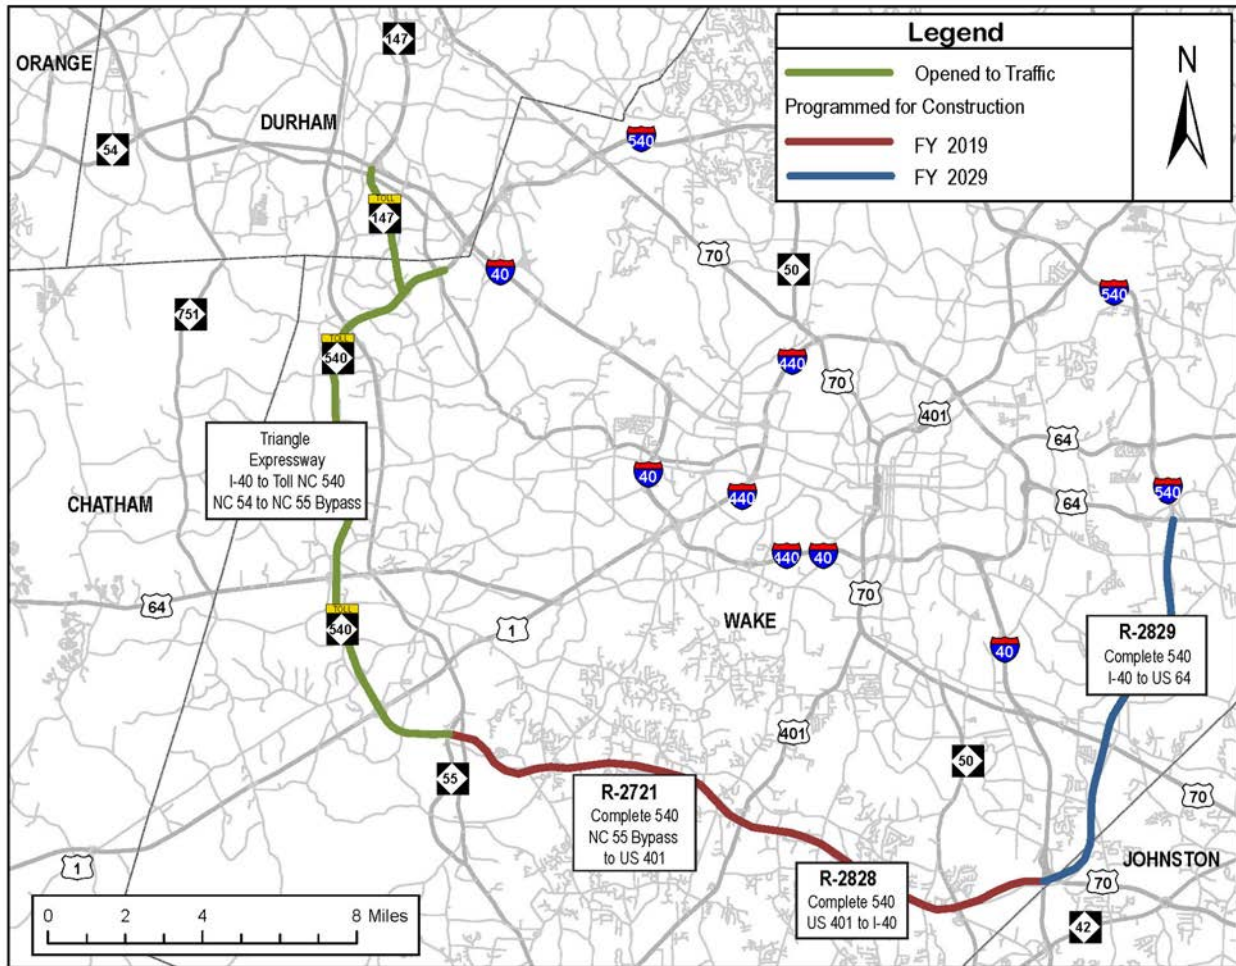 Legend
Opened to Traffic
Programmed for Construction
FY 2019
FY 2029
N
ORANGE
147
DURHAM
54
540
TOLL
147
70
50
40
540
751
TOLL
540
440
70
401
64
Triangle
Expressway
I-40 to Toll NC 540
NC 54 to NC 55 Bypass
40
440
64
540
CHATHAM
440
40
64
70
TOLL
540
1
WAKE
40
R-2829
Complete 540
I-40 to US 64
401
50
55
70
R-2721
Complete 540
NC 55 Bypass
to US 401
1
R-2828
Complete 540
US 401 to I-40
JOHNSTON
70
42
0 2 4 8 Miles